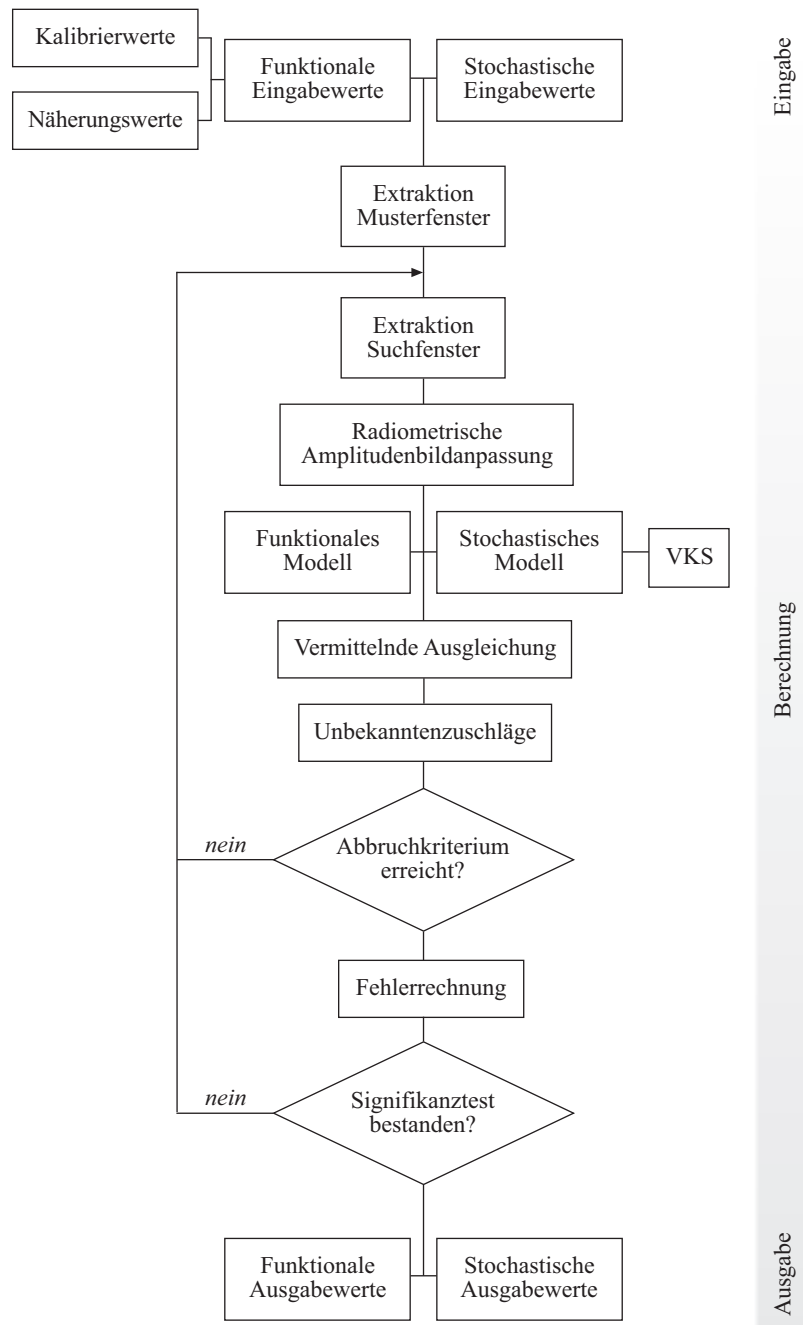 Kalibrierwerte
Näherungswerte
Funktionale
Eingabewerte
Stochastische
Eingabewerte
Eingabe
Extraktion
Musterfenster
Extraktion
Suchfenster
Radiometrische
Amplitudenbildanpassung
Funktionales
Modell
Stochastisches
Modell
VKS
Berechnung
Vermittelnde Ausgleichung
Unbekanntenzuschläge
nein
Abbruchkriterium
erreicht?
Fehlerrechnung
nein
Signifikanztest
bestanden?
Funktionale
Ausgabewerte
Stochastische
Ausgabewerte
Ausgabe